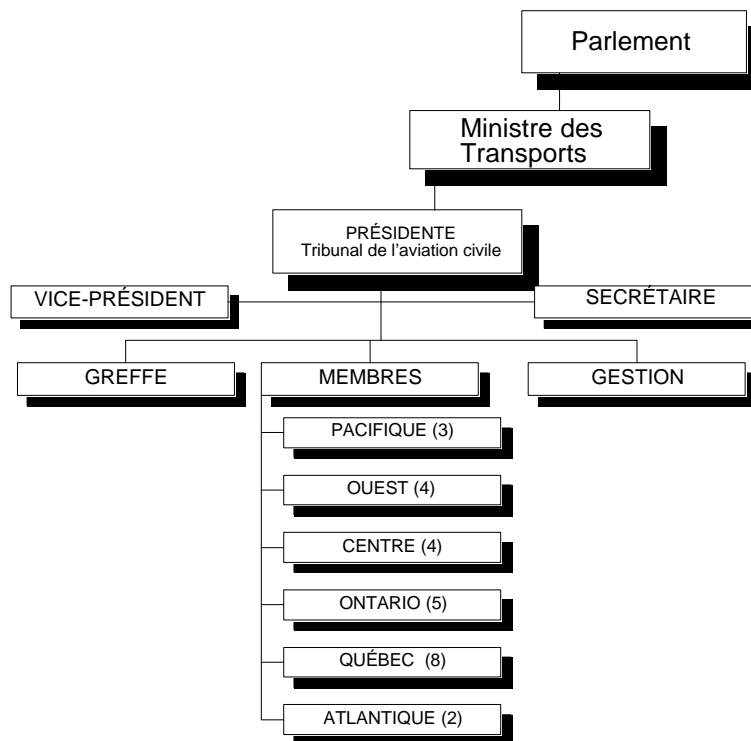 Parlement
Ministre des
Transports
PRÉSIDENTE
Tribunal de l'aviation civile
VICE-PRÉSIDENT
SECRÉTAIRE
GREFFE
MEMBRES
GESTION
PACIFIQUE (3)
OUEST (4)
CENTRE (4)
ONTARIO (5)
QUÉBEC (8)
ATLANTIQUE (2)